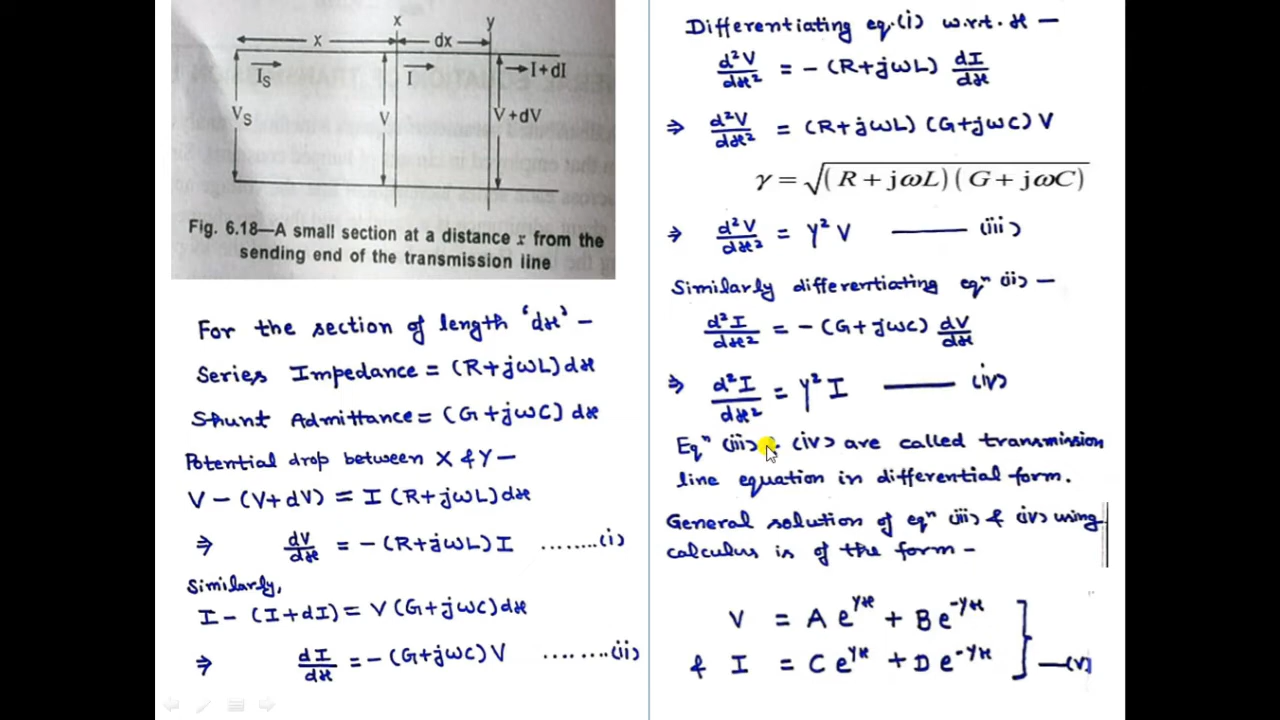 x y
x dx
I_S I I+dI
V_S V V+dV
Fig. 6.18—A small section at a distance x from the
sending end of the transmission line
For the section of length 'dx' -
Series Impedance = (R+jωL)dx
Shunt Admittance = (G+jωC)dx
Potential drop between X & Y -
V - (V+dV) = I (R+jωL)dx
⇒ dV/dx = -(R+jωL)I ........(i)
Similarly,
I - (I+dI) = V(G+jωC)dx
⇒ dI/dx = -(G+jωC)V ........(ii)
Differentiating eq.(i) w.r.t. x -
d²V/dx² = -(R+jωL) dI/dx
⇒ d²V/dx² = (R+jωL)(G+jωC)V
γ = √(R+jωL)(G+jωC)
⇒ d²V/dx² = γ²V —— (iii)
Similarly differentiating eqⁿ (ii) -
d²I/dx² = -(G+jωC) dV/dx
⇒ d²I/dx² = γ²I —— (iv)
Eqⁿ (iii) & (iv) are called transmission
line equation in differential form.
General solution of eqⁿ (iii) & (iv) using
calculus is of the form -
V = A e^γx + B e^-γx
& I = C e^γx + D e^-γx —(v)